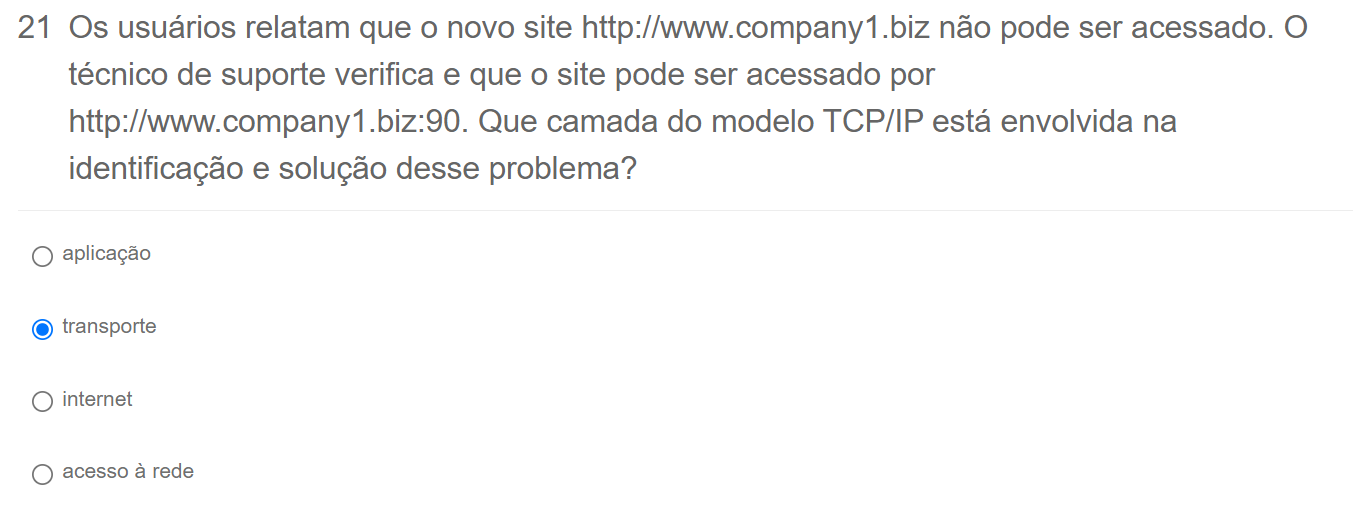 21 Os usuários relatam que o novo site http://www.company1.biz não pode ser acessado. O
técnico de suporte verifica e que o site pode ser acessado por
http://www.company1.biz:90. Que camada do modelo TCP/IP está envolvida na
identificação e solução desse problema?
aplicação
transporte
internet
acesso à rede